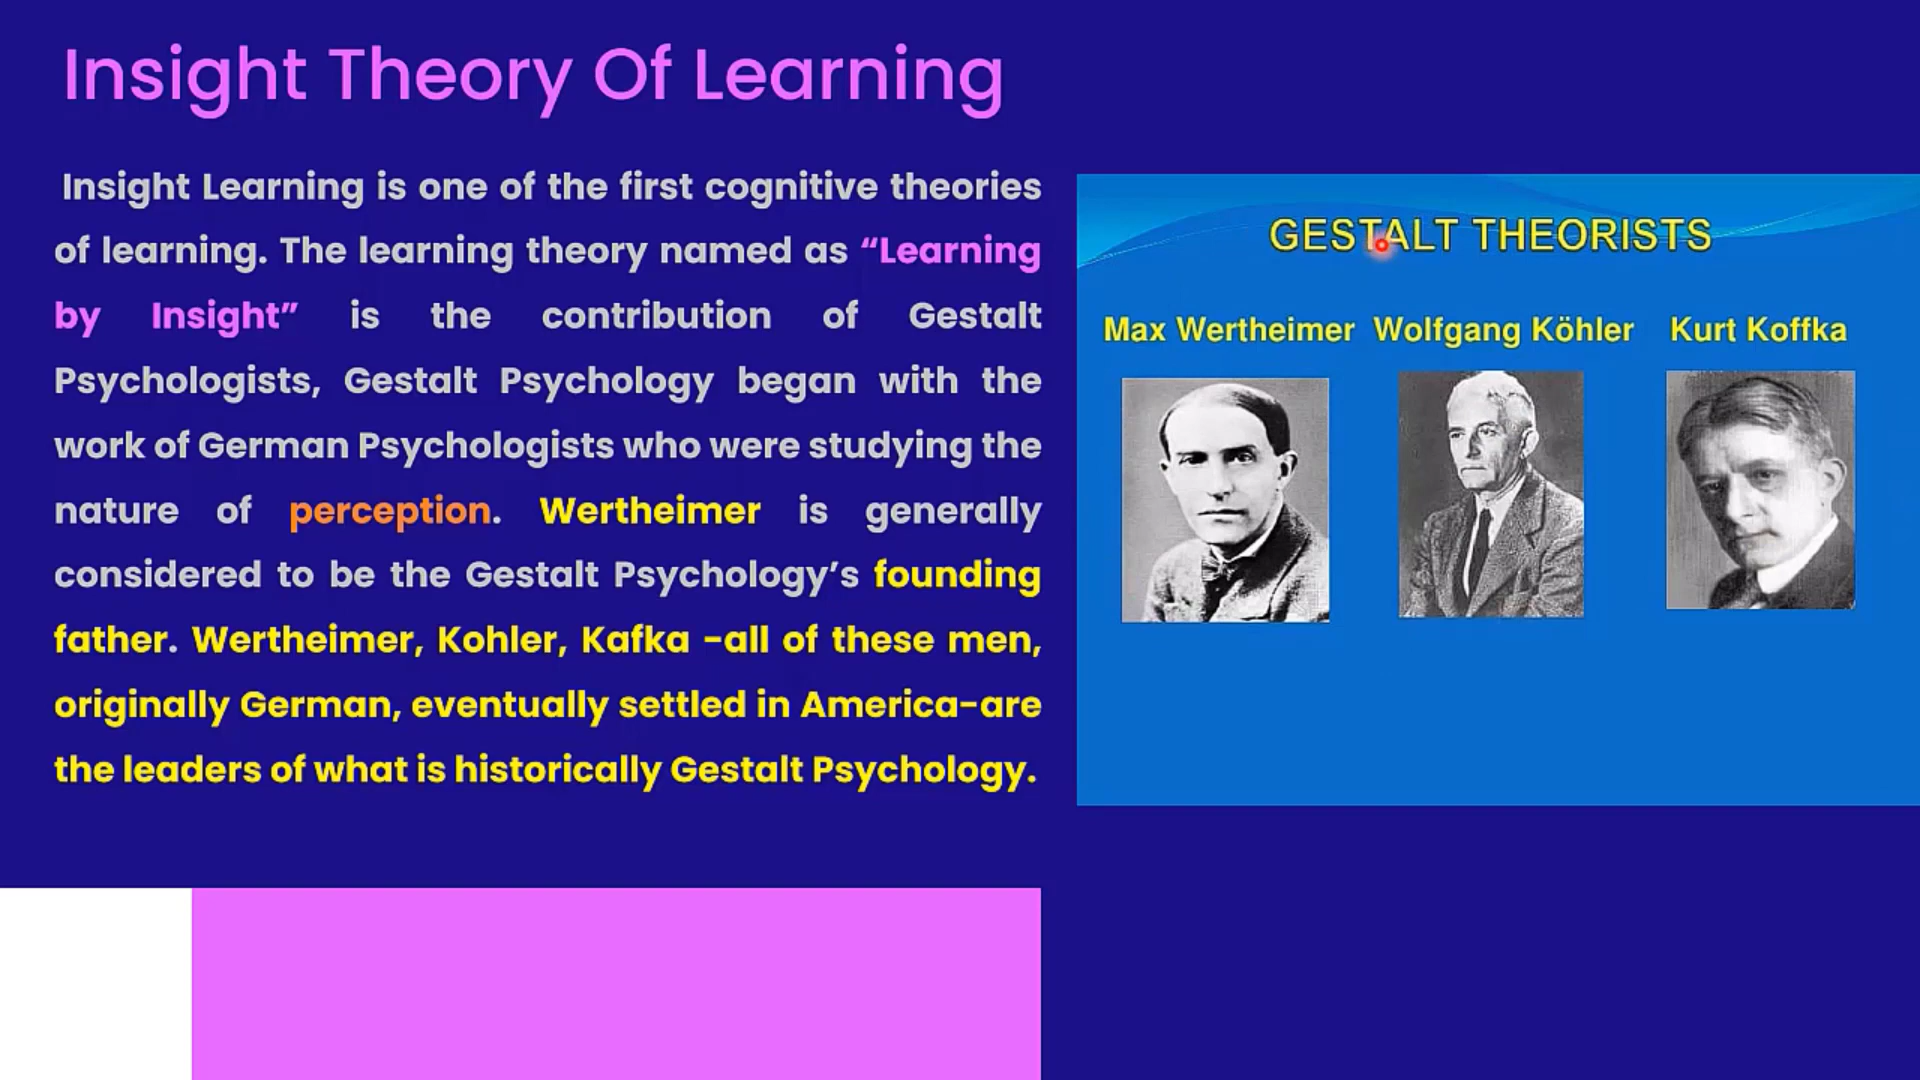 Insight Theory Of Learning
Insight Learning is one of the first cognitive theories
of learning. The learning theory named as “Learning
by Insight” is the contribution of Gestalt
Psychologists, Gestalt Psychology began with the
work of German Psychologists who were studying the
nature of perception. Wertheimer is generally
considered to be the Gestalt Psychology’s founding
father. Wertheimer, Kohler, Kafka -all of these men,
originally German, eventually settled in America-are
the leaders of what is historically Gestalt Psychology.
GESTALT THEORISTS
Max Wertheimer Wolfgang Köhler Kurt Koffka